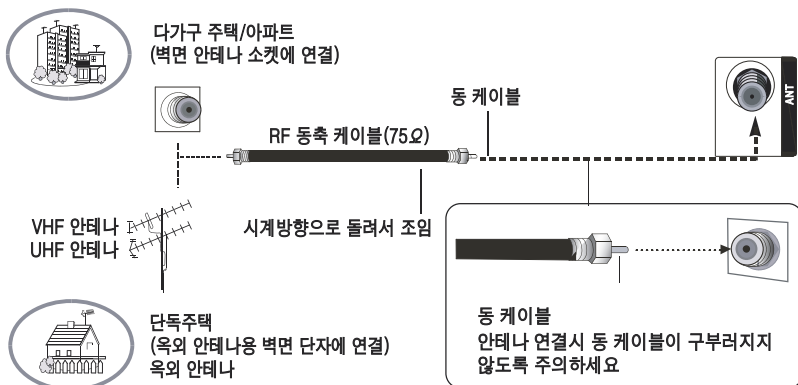 다가구 주택/아파트
(벽면 안테나 소켓에 연결)
동 케이블
ANT
RF 동축 케이블(75Ω)
시계방향으로 돌려서 조임
VHF 안테나
UHF 안테나
단독주택
(옥외 안테나용 벽면 단자에 연결)
옥외 안테나
동 케이블
안테나 연결시 동 케이블이 구부러지지
않도록 주의하세요